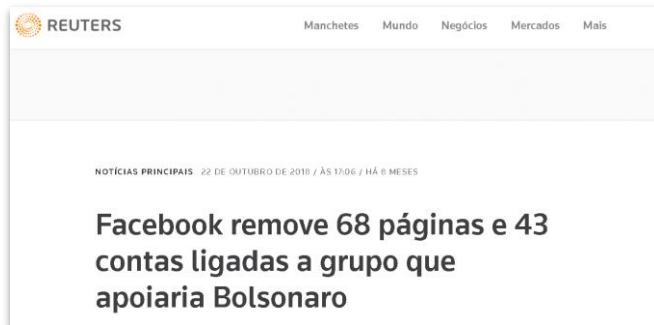 REUTERS Manchetes Mundo Negócios Mercados Mais
NOTÍCIAS PRINCIPAIS 22 DE OUTUBRO DE 2018 / ÀS 17:06 / HÁ 8 MESES
Facebook remove 68 páginas e 43
contas ligadas a grupo que
apoiaria Bolsonaro